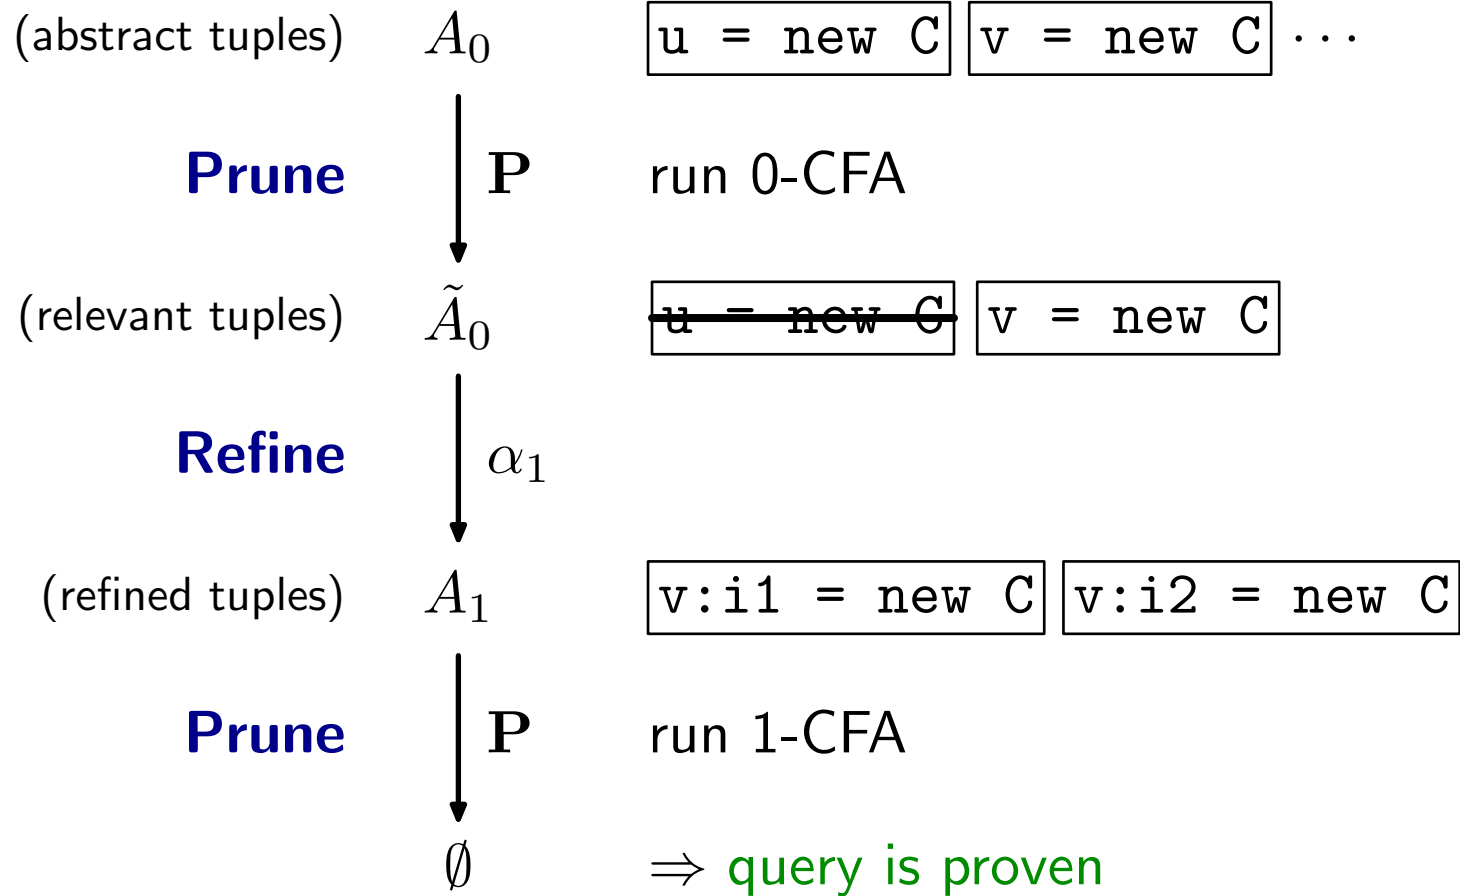 (abstract tuples) A₀ u = new C v = new C ···
Prune P run 0-CFA
(relevant tuples) Ã₀ u = new C v = new C
Refine α₁
(refined tuples) A₁ v:i1 = new C v:i2 = new C
Prune P run 1-CFA
∅ ⇒ query is proven